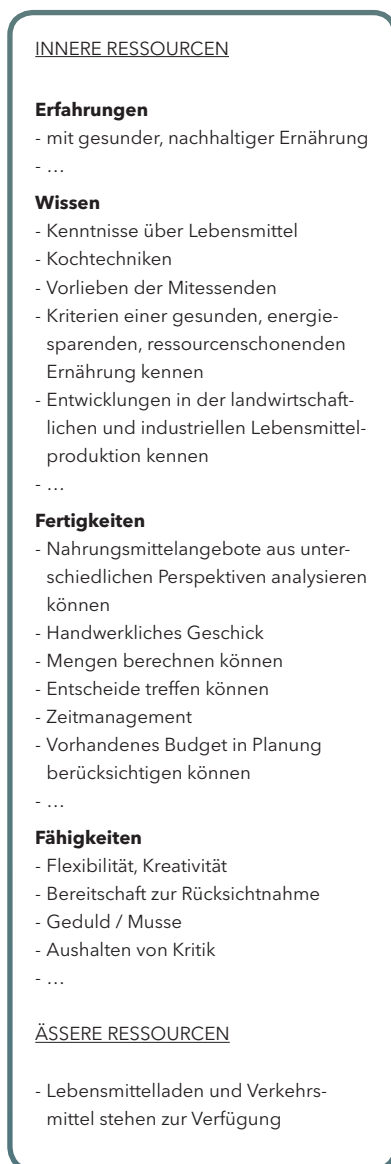 INNERE RESSOURCEN
Erfahrungen
- mit gesunder, nachhaltiger Ernährung
- …
Wissen
- Kenntnisse über Lebensmittel
- Kochtechniken
- Vorlieben der Mitessenden
- Kriterien einer gesunden, energie-
sparenden, ressourcenschonenden
Ernährung kennen
- Entwicklungen in der landwirtschaft-
lichen und industriellen Lebensmittel-
produktion kennen
- …
Fertigkeiten
- Nahrungsmittelangebote aus unter-
schiedlichen Perspektiven analysieren
können
- Handwerkliches Geschick
- Mengen berechnen können
- Entscheide treffen können
- Zeitmanagement
- Vorhandenes Budget in Planung
berücksichtigen können
- …
Fähigkeiten
- Flexibilität, Kreativität
- Bereitschaft zur Rücksichtnahme
- Geduld / Musse
- Aushalten von Kritik
- …
ÄSSERE RESSOURCEN
- Lebensmittelladen und Verkehrs-
mittel stehen zur Verfügung